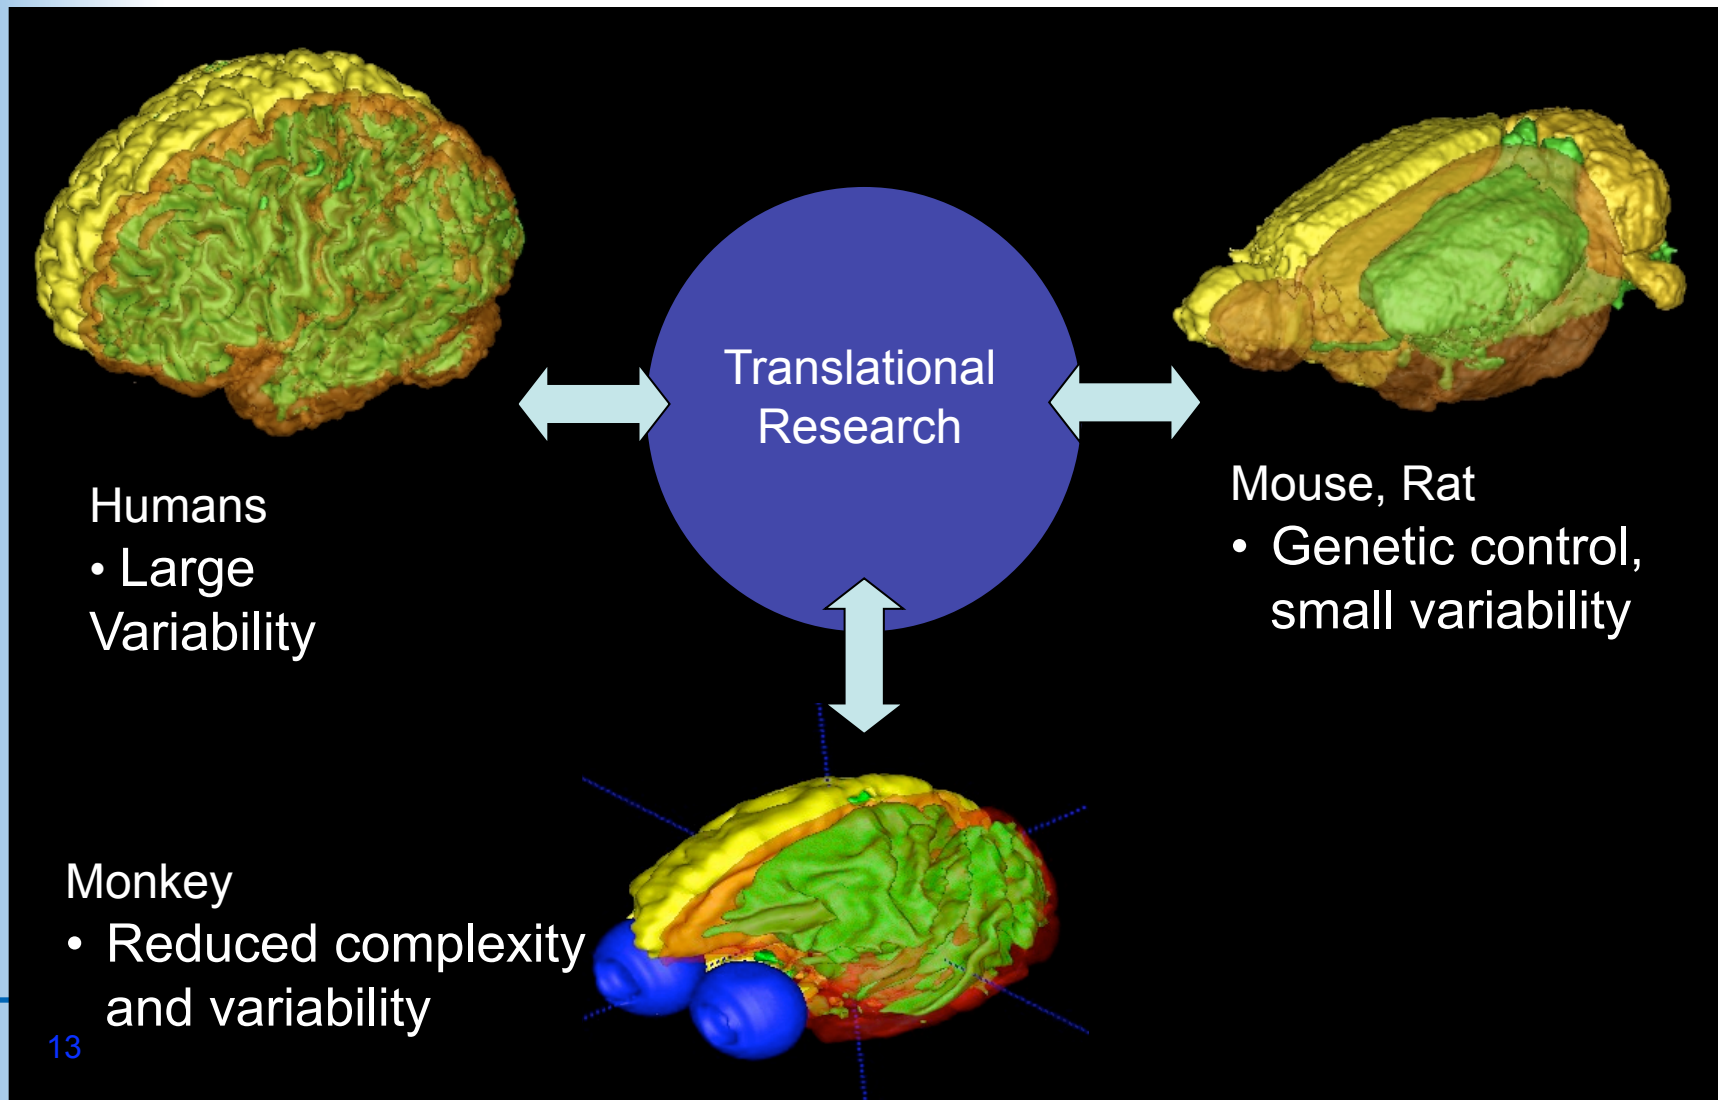 Translational
Research
Humans
• Large
Variability
Mouse, Rat
• Genetic control,
small variability
Monkey
• Reduced complexity
and variability
13